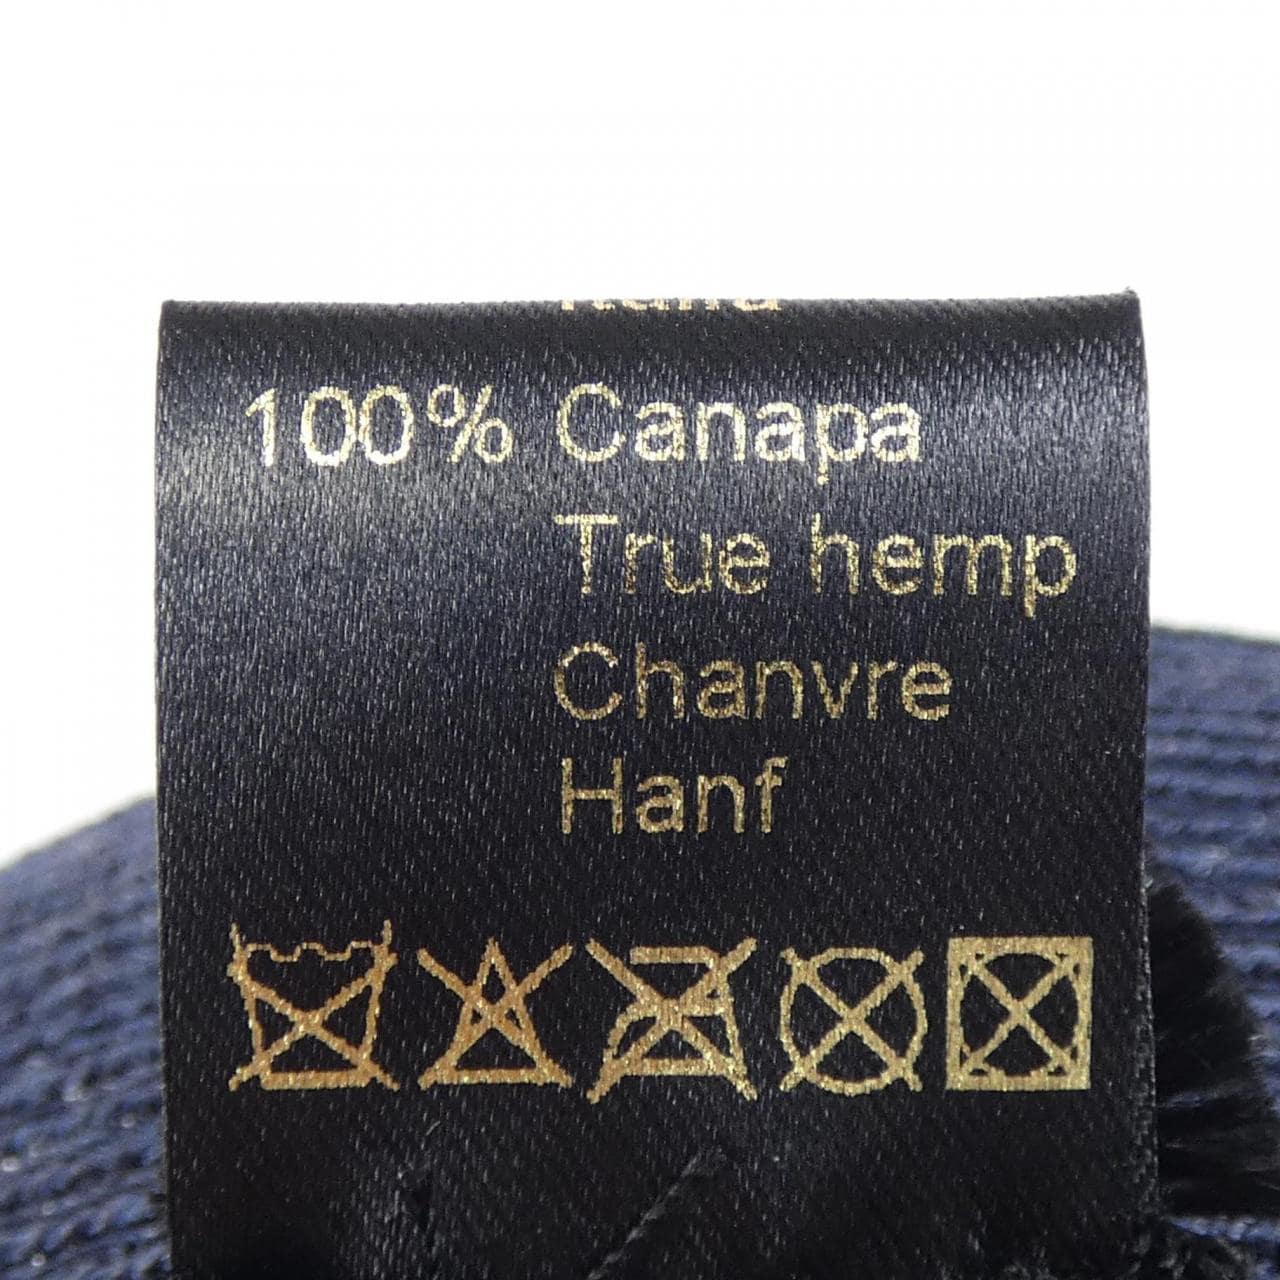 100% Canapa
True hemp
Chanvre
Hanf